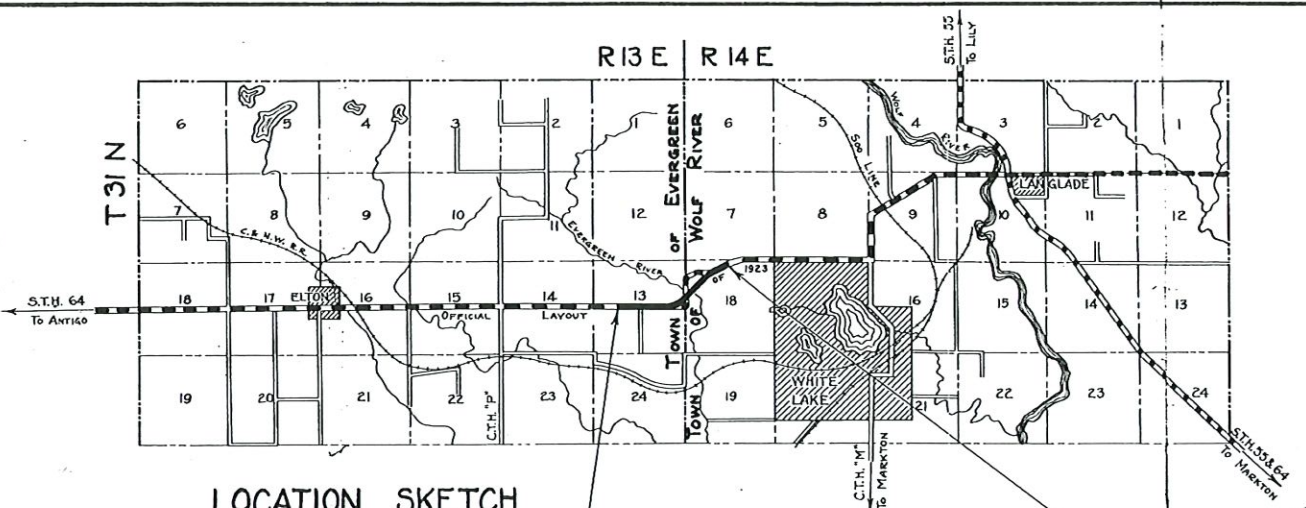 R 13 E R 14 E
S.T.H. 55
To LILY
T 31 N
6 5 4 3 2 1 6 5 4 3 2 1
WOLF RIVER
SOO LINE
TOWN OF EVERGREEN
TOWN OF WOLF RIVER
LANGLADE
7 8 9 10 11 12 7 8 9 10 11 12
C. & N.W. R.R.
EVERGREEN RIVER
S.T.H. 64
To ANTIGO
18 17 16 15 14 13 18 16 15 14 13
ELTON
OFFICIAL LAYOUT OF 1923
19 20 21 22 23 24 19 21 22 23 24
WHITE LAKE
C.T.H. "P"
C.T.H. "M"
To MARKTON
S.T.H. 55 & 64
To MARKTON
LOCATION SKETCH